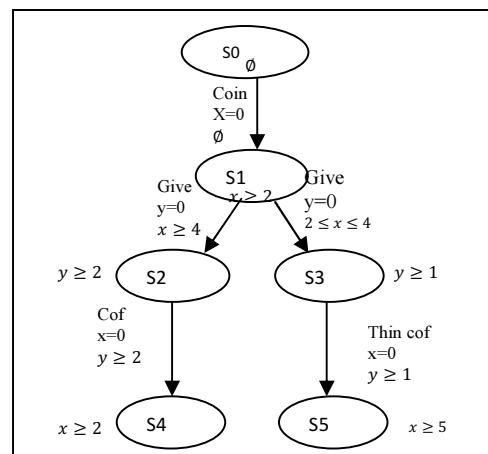 S0
∅
Coin
X=0
∅
S1
x ≥ 2
Give
y=0
x ≥ 4
Give
y=0
2 ≤ x ≤ 4
y ≥ 2
S2
S3
y ≥ 1
Cof
x=0
y ≥ 2
Thin cof
x=0
y ≥ 1
x ≥ 2
S4
S5
x ≥ 5